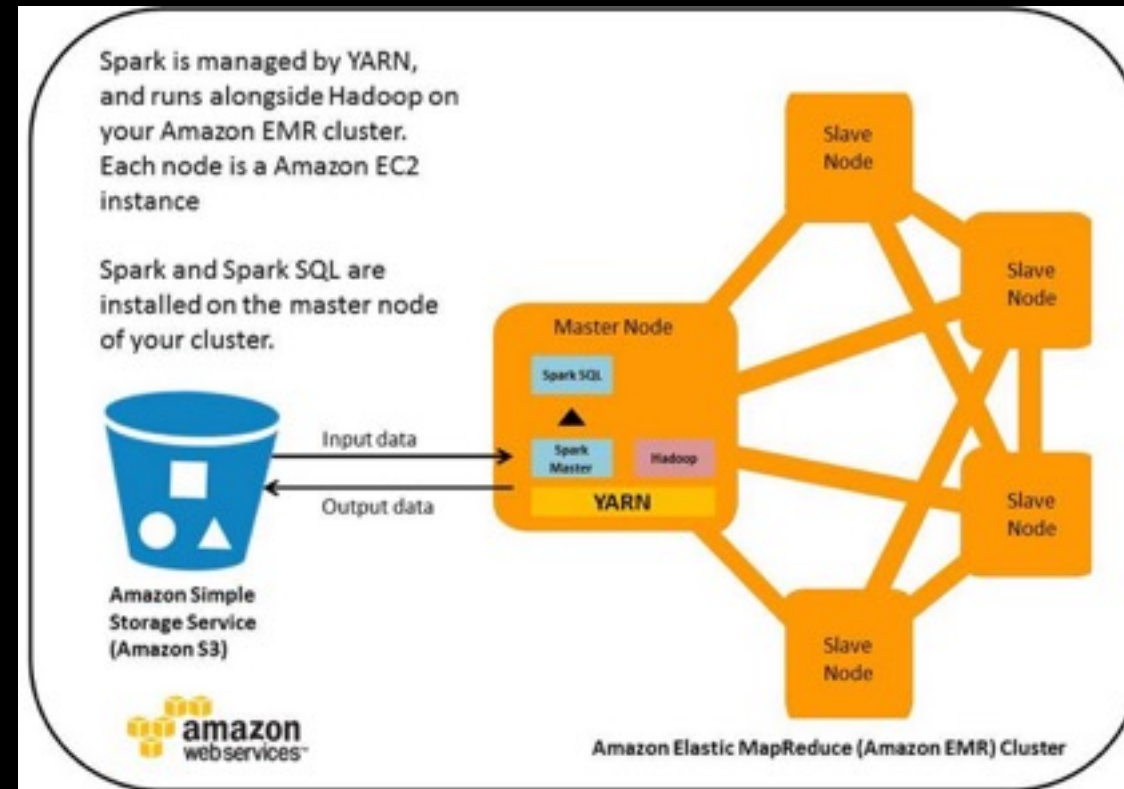 Spark is managed by YARN,
and runs alongside Hadoop on
your Amazon EMR cluster.
Each node is a Amazon EC2
instance
Spark and Spark SQL are
installed on the master node
of your cluster.
Input data
Output data
Amazon Simple
Storage Service
(Amazon S3)
amazon
webservices™
Master Node
Spark SQL
Spark
Master
Hadoop
YARN
Slave
Node
Slave
Node
Slave
Node
Slave
Node
Amazon Elastic MapReduce (Amazon EMR) Cluster